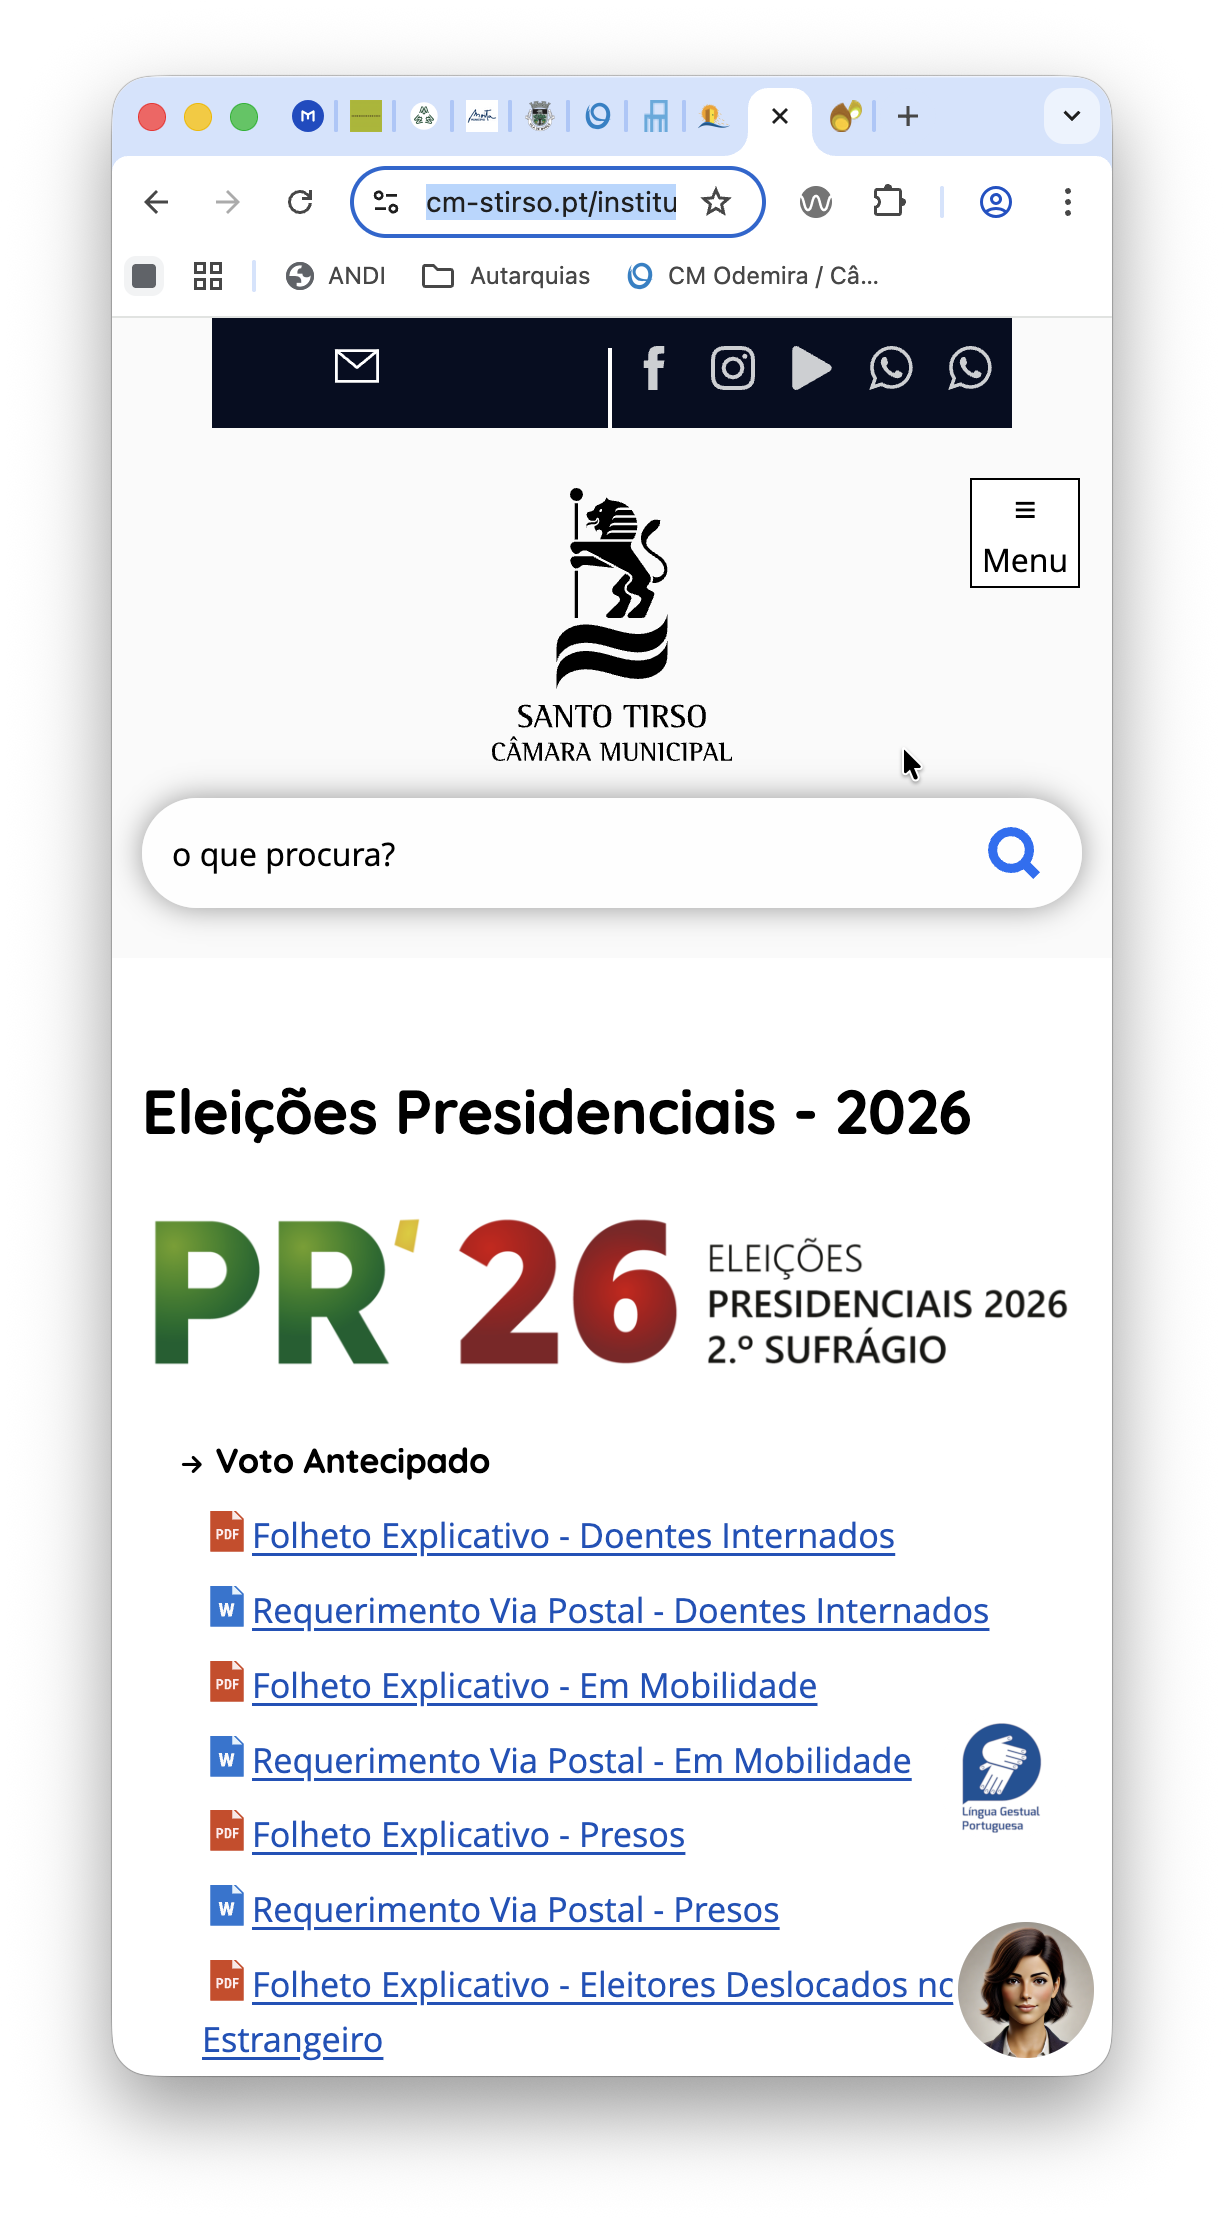 cm-stirso.pt/institu
ANDI
Autarquias
CM Odemira / Câ...
Menu
SANTO TIRSO
CÂMARA MUNICIPAL
o que procura?
Eleições Presidenciais - 2026
PR' 26
ELEIÇÕES
PRESIDENCIAIS 2026
2.º SUFRÁGIO
→ Voto Antecipado
PDF Folheto Explicativo - Doentes Internados
W Requerimento Via Postal - Doentes Internados
PDF Folheto Explicativo - Em Mobilidade
W Requerimento Via Postal - Em Mobilidade
Língua Gestual
Portuguesa
PDF Folheto Explicativo - Presos
W Requerimento Via Postal - Presos
PDF Folheto Explicativo - Eleitores Deslocados no
Estrangeiro